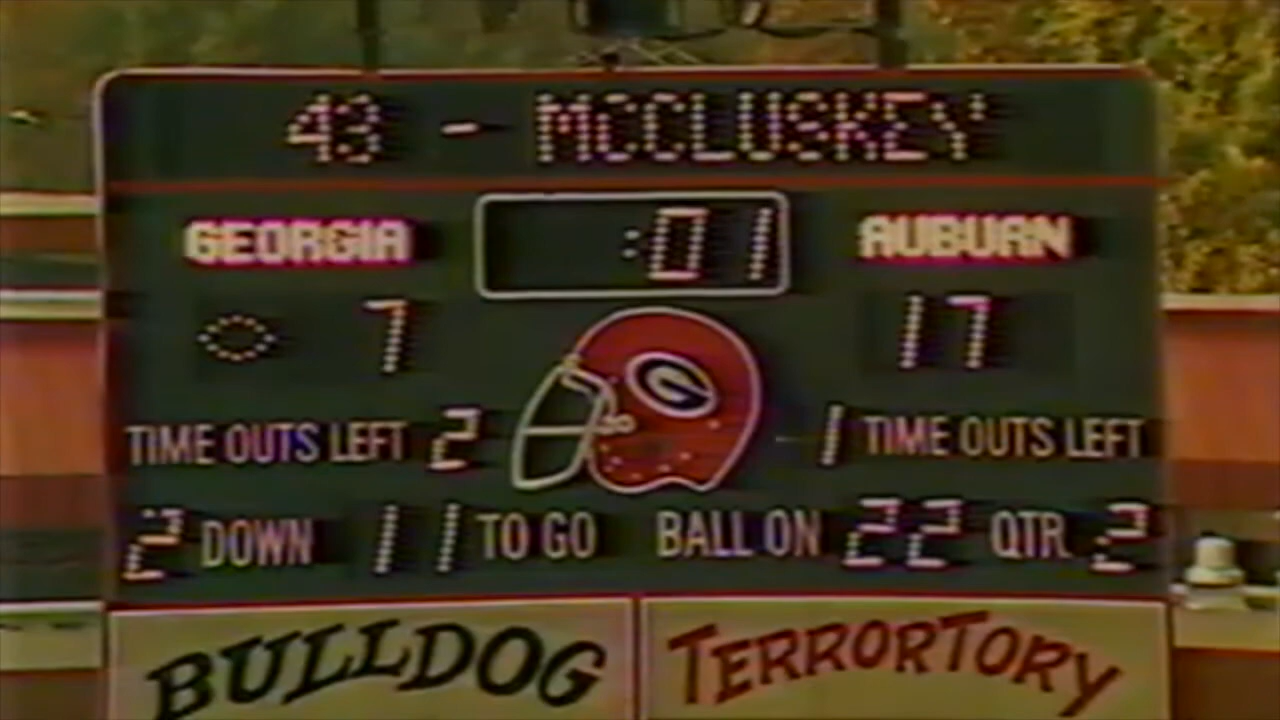 43 - MCCLUSKEY
GEORGIA :01 AUBURN
7 17
G
TIME OUTS LEFT 2 1 TIME OUTS LEFT
2 DOWN 11 TO GO BALL ON 22 QTR 2
BULLDOG TERRORTORY